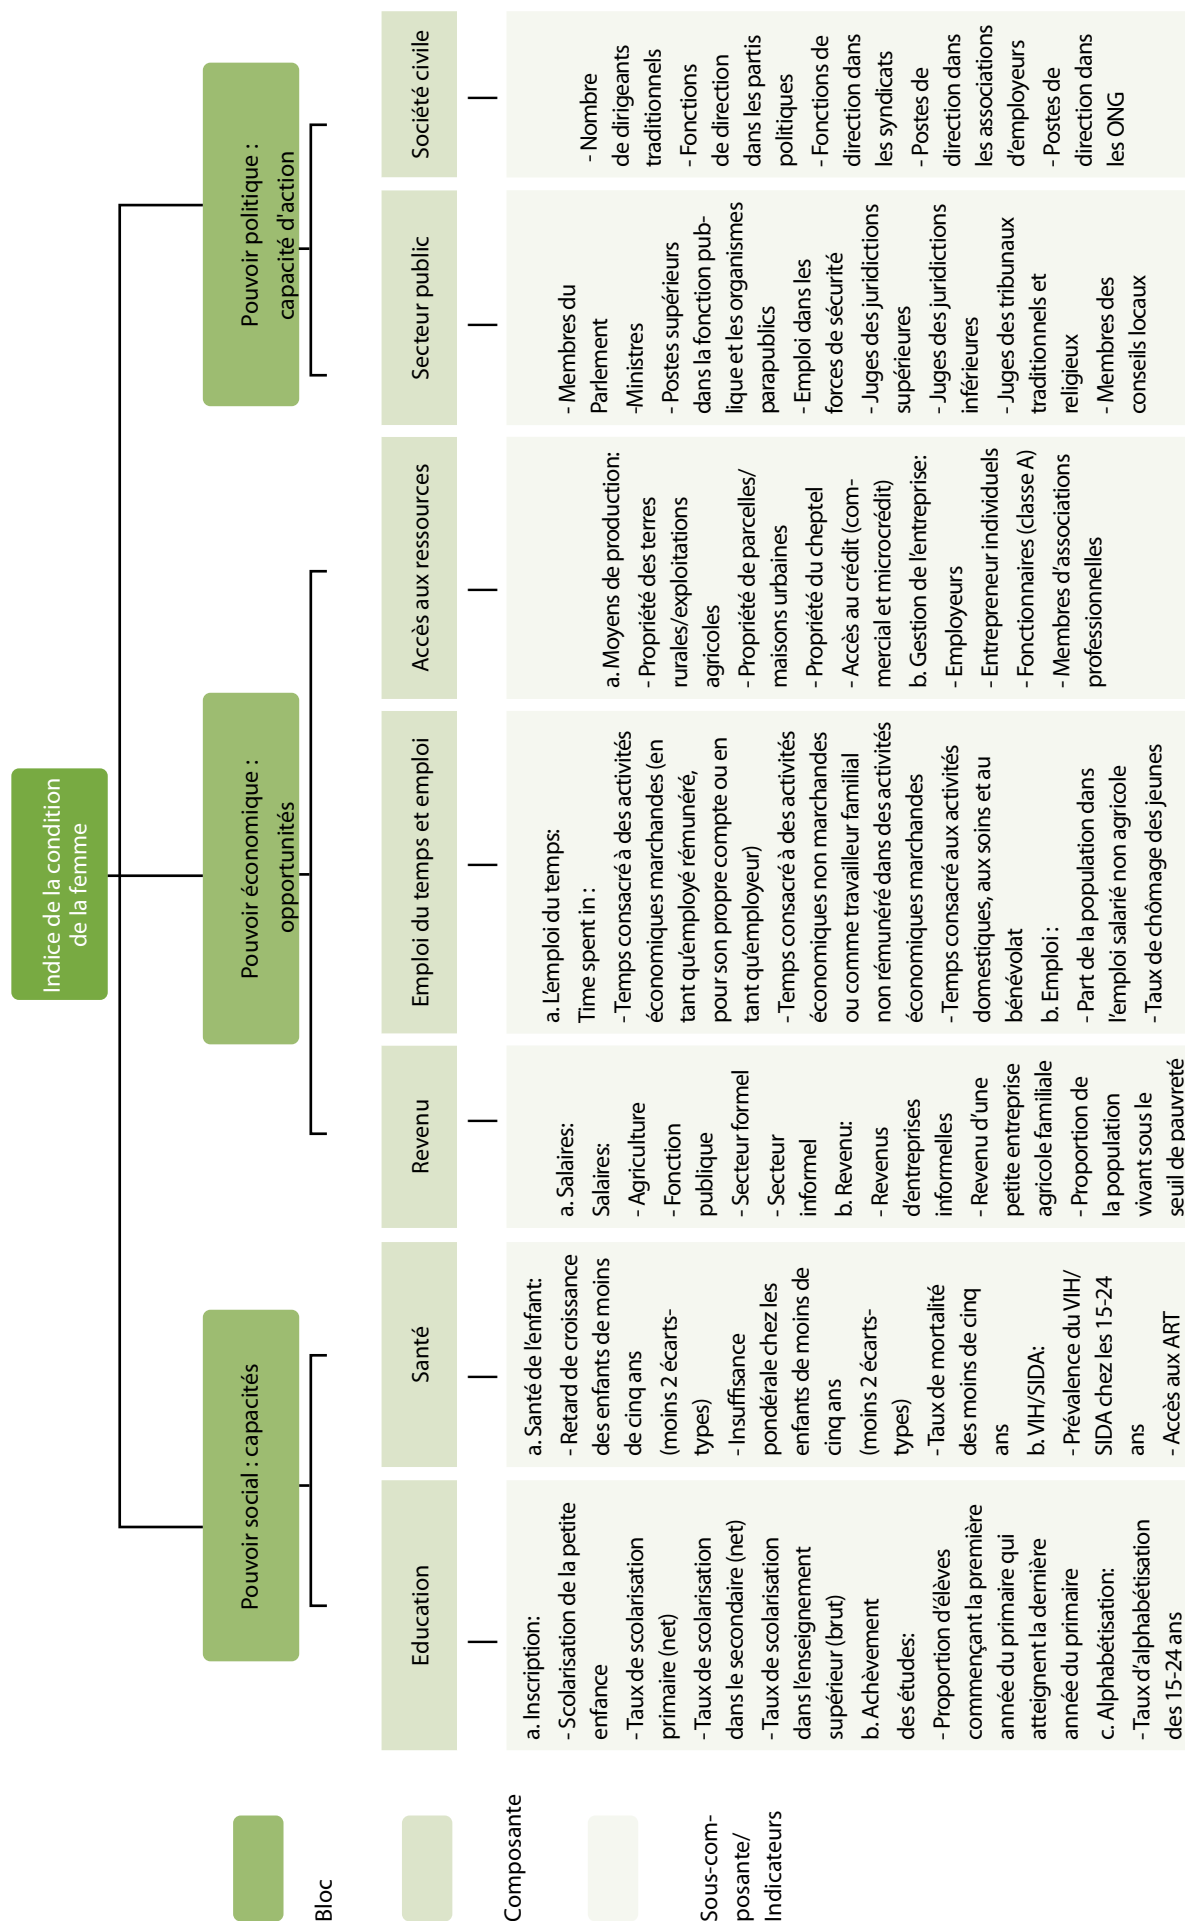 Indice de la condition
de la femme
Pouvoir social : capacités
Pouvoir économique :
opportunités
Pouvoir politique :
capacité d'action
Education
Santé
Revenu
Emploi du temps et emploi
Accès aux ressources
Secteur public
Société civile
a. Inscription:
- Scolarisation de la petite
enfance
- Taux de scolarisation
primaire (net)
- Taux de scolarisation
dans le secondaire (net)
- Taux de scolarisation
dans l'enseignement
supérieur (brut)
b. Achèvement
des études:
- Proportion d'élèves
commençant la première
année du primaire qui
atteignent la dernière
année du primaire
c. Alphabétisation:
- Taux d'alphabétisation
des 15-24 ans
a. Santé de l'enfant:
- Retard de croissance
des enfants de moins
de cinq ans
(moins 2 écarts-
types)
- Insuffisance
pondérale chez les
enfants de moins de
cinq ans
(moins 2 écarts-
types)
- Taux de mortalité
des moins de cinq
ans
b. VIH/SIDA:
- Prévalence du VIH/
SIDA chez les 15-24
ans
- Accès aux ART
a. Salaires:
Salaires:
- Agriculture
- Fonction
publique
- Secteur formel
- Secteur
informel
b. Revenu:
- Revenus
d'entreprises
informelles
- Revenu d'une
petite entreprise
agricole familiale
- Proportion de
la population
vivant sous le
seuil de pauvreté
a. L'emploi du temps:
Time spent in :
- Temps consacré à des activités
économiques marchandes (en
tant qu'employé rémunéré,
pour son propre compte ou en
tant qu'employeur)
- Temps consacré à des activités
économiques non marchandes
ou comme travailleur familial
non rémunéré dans des activités
économiques marchandes
- Temps consacré aux activités
domestiques, aux soins et au
bénévolat
b. Emploi :
- Part de la population dans
l'emploi salarié non agricole
- Taux de chômage des jeunes
a. Moyens de production:
- Propriété des terres
rurales/exploitations
agricoles
- Propriété de parcelles/
maisons urbaines
- Propriété du cheptel
- Accès au crédit (com-
mercial et microcrédit)
b. Gestion de l'entreprise:
- Employeurs
- Entrepreneur individuels
- Fonctionnaires (classe A)
- Membres d'associations
professionnelles
- Membres du
Parlement
-Ministres
- Postes supérieurs
dans la fonction pub-
lique et les organismes
parapublics
- Emploi dans les
forces de sécurité
- Juges des juridictions
supérieures
- Juges des juridictions
inférieures
- Juges des tribunaux
traditionnels et
religieux
- Membres des
conseils locaux
- Nombre
de dirigeants
traditionnels
- Fonctions
de direction
dans les partis
politiques
- Fonctions de
direction dans
les syndicats
- Postes de
direction dans
les associations
d'employeurs
- Postes de
direction dans
les ONG
Bloc
Composante
Sous-com-
posante/
Indicateurs